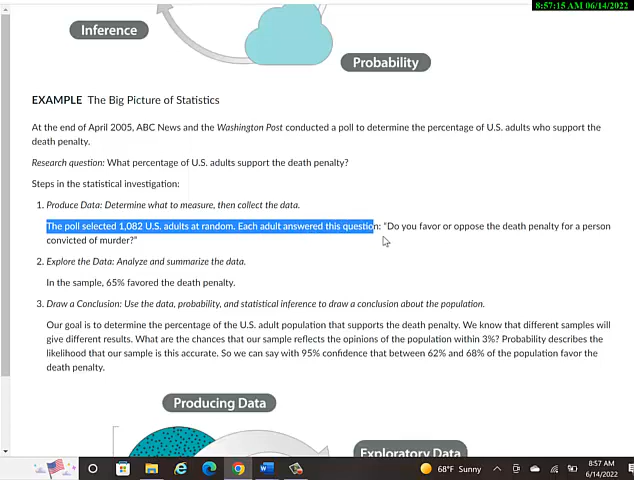 8:57:15 AM 06/14/2022
Inference
Probability
EXAMPLE The Big Picture of Statistics
At the end of April 2005, ABC News and the Washington Post conducted a poll to determine the percentage of U.S. adults who support the
death penalty.
Research question: What percentage of U.S. adults support the death penalty?
Steps in the statistical investigation:
1. Produce Data: Determine what to measure, then collect the data.
The poll selected 1,082 U.S. adults at random. Each adult answered this question: “Do you favor or oppose the death penalty for a person
convicted of murder?”
2. Explore the Data: Analyze and summarize the data.
In the sample, 65% favored the death penalty.
3. Draw a Conclusion: Use the data, probability, and statistical inference to draw a conclusion about the population.
Our goal is to determine the percentage of the U.S. adult population that supports the death penalty. We know that different samples will
give different results. What are the chances that our sample reflects the opinions of the population within 3%? Probability describes the
likelihood that our sample is this accurate. So we can say with 95% confidence that between 62% and 68% of the population favor the
death penalty.
Producing Data
Exploratory Data
68°F Sunny
8:57 AM
6/14/2022